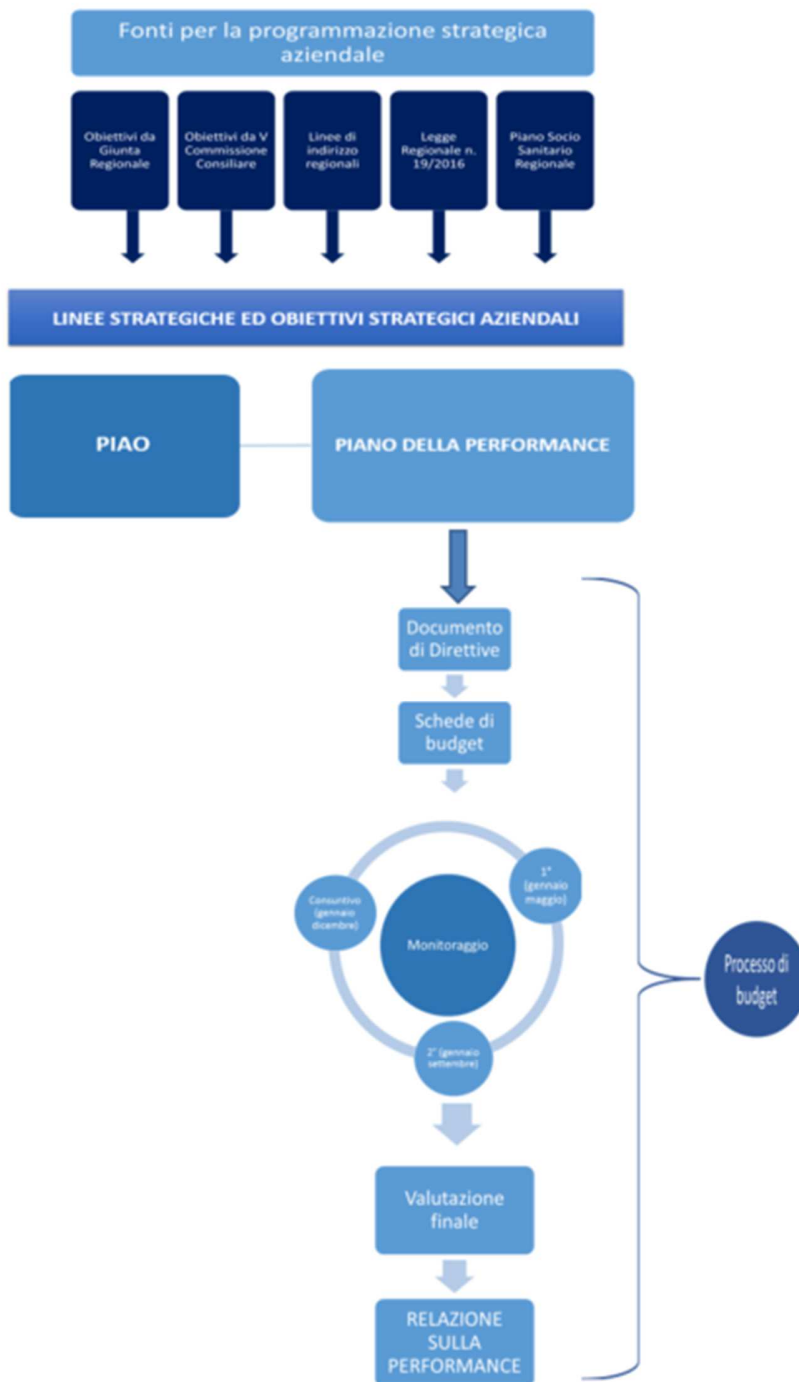 Fonti per la programmazione strategica
aziendale
Obiettivi da
Giunta
Regionale
Obiettivi da V
Commissione
Consiliare
Linee di
indirizzo
regionali
Legge
Regionale n.
19/2016
Piano Socio
Sanitario
Regionale
LINEE STRATEGICHE ED OBIETTIVI STRATEGICI AZIENDALI
PIAO
PIANO DELLA PERFORMANCE
Documento
di Direttive
Schede di
budget
1°
(gennaio
maggio)
Consuntivo
(gennaio
dicembre)
Monitoraggio
2° (gennaio
settembre)
Processo di
budget
Valutazione
finale
RELAZIONE
SULLA
PERFORMANCE